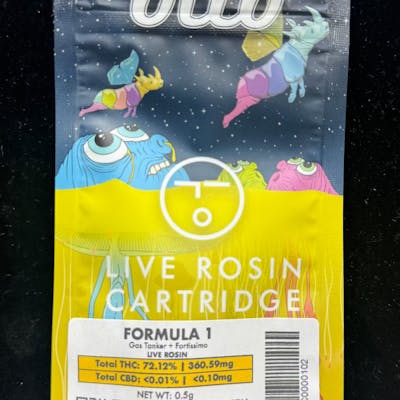 LIVE ROSIN
CARTRIDGE
FORMULA 1
Gas Tanker + Fortissimo
LIVE ROSIN
Total THC: 72.12% | 360.59mg
Total CBD: <0.01% | <0.10mg
NET WT: 0.5g